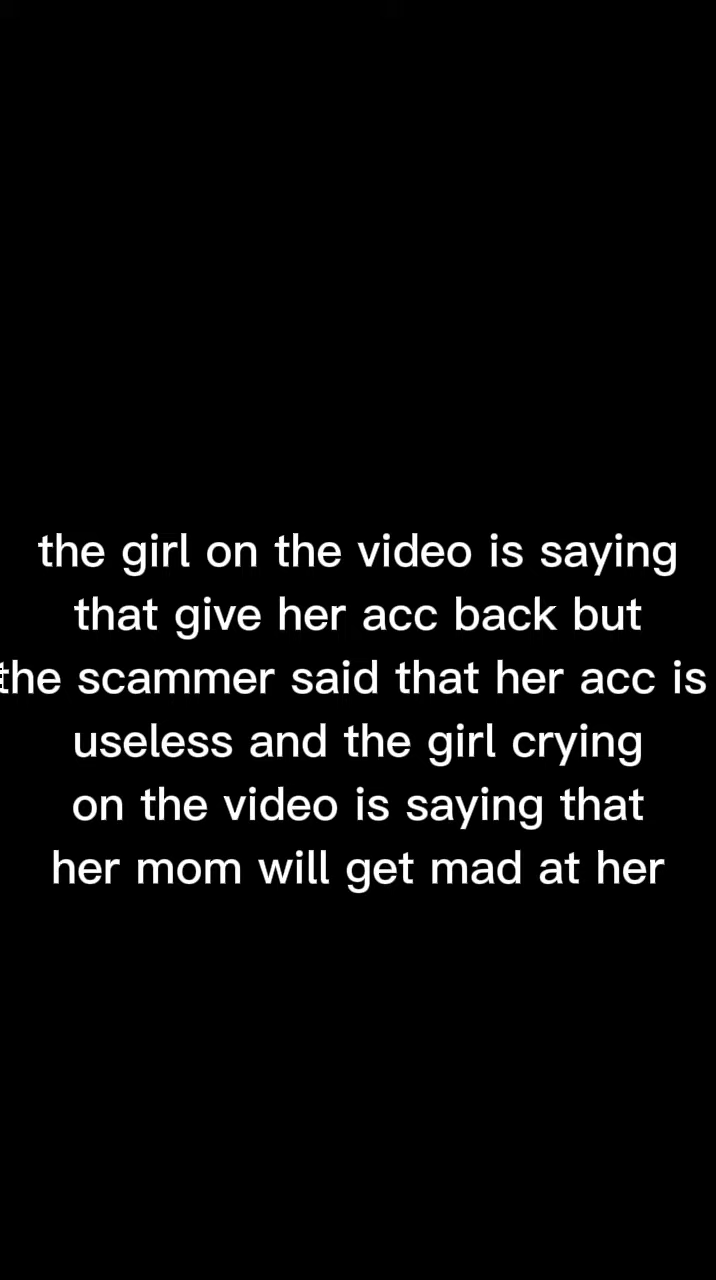 the girl on the video is saying
that give her acc back but
the scammer said that her acc is
useless and the girl crying
on the video is saying that
her mom will get mad at her